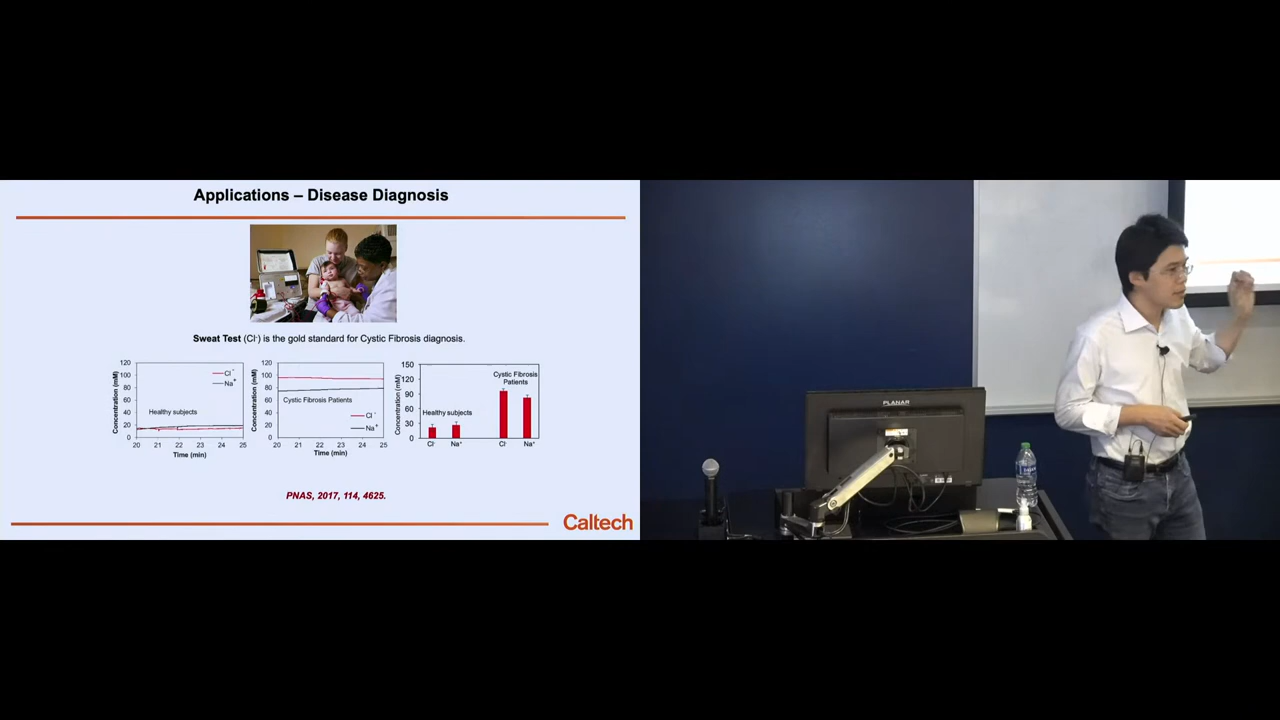 Applications – Disease Diagnosis
Sweat Test (Cl-) is the gold standard for Cystic Fibrosis diagnosis.
Concentration (mM)
120
100
80
60
40
20
0
Cl⁻
Na⁺
Healthy subjects
20 21 22 23 24 25
Time (min)
Concentration (mM)
120
100
80
60
40
20
0
Cystic Fibrosis Patients
Cl⁻
Na⁺
20 21 22 23 24 25
Time (min)
Concentration (mM)
150
120
90
60
30
0
Cystic Fibrosis
Patients
Healthy subjects
Cl- Na+ Cl- Na+
PNAS, 2017, 114, 4625.
Caltech
PLANAR